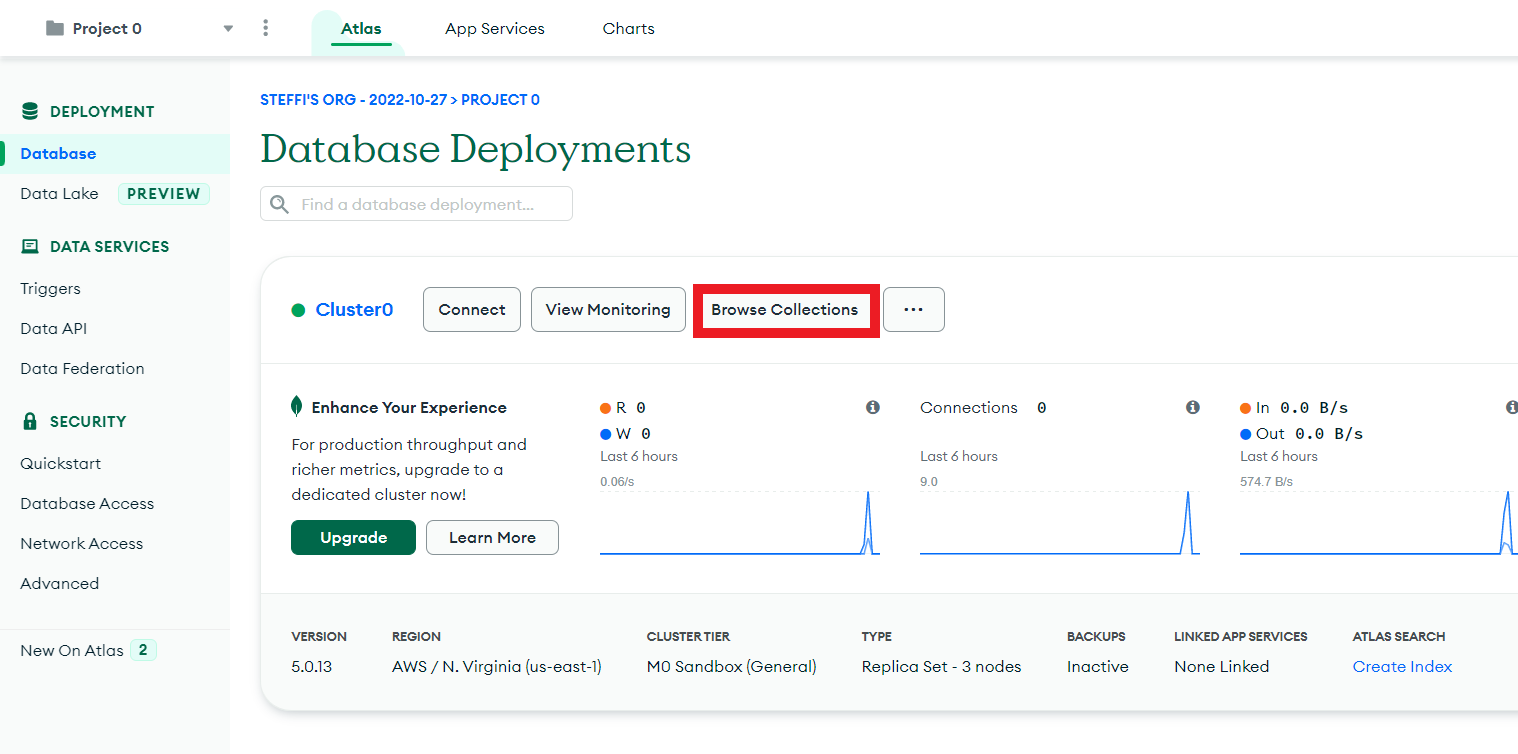 Project 0
Atlas
App Services
Charts
DEPLOYMENT
Database
Data Lake PREVIEW
DATA SERVICES
Triggers
Data API
Data Federation
SECURITY
Quickstart
Database Access
Network Access
Advanced
New On Atlas 2
STEFFI'S ORG - 2022-10-27 > PROJECT 0
Database Deployments
Find a database deployment...
Cluster0
Connect
View Monitoring
Browse Collections
...
Enhance Your Experience
For production throughput and
richer metrics, upgrade to a
dedicated cluster now!
Upgrade
Learn More
R 0
W 0
Last 6 hours
0.06/s
Connections 0
Last 6 hours
9.0
In 0.0 B/s
Out 0.0 B/s
Last 6 hours
574.7 B/s
VERSION
5.0.13
REGION
AWS / N. Virginia (us-east-1)
CLUSTER TIER
M0 Sandbox (General)
TYPE
Replica Set - 3 nodes
BACKUPS
Inactive
LINKED APP SERVICES
None Linked
ATLAS SEARCH
Create Index